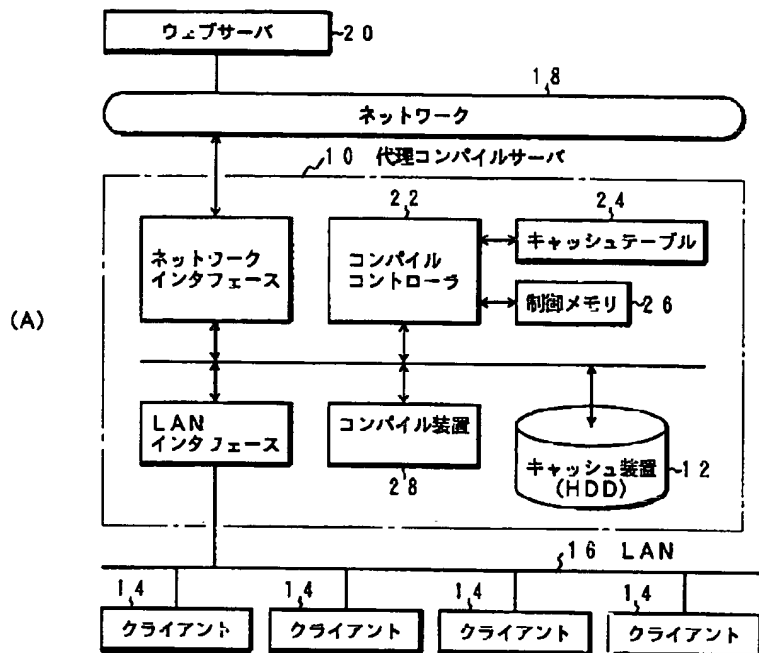 ウェブサーバ 20
18
ネットワーク
10 代理コンパイルサーバ
22
24
ネットワーク
インタフェース
コンパイル
コントローラ
キャッシュテーブル
制御メモリ 26
(A)
LAN
インタフェース
コンパイル装置
28
キャッシュ装置 12
(HDD)
16 LAN
14 14 14 14
クライアント クライアント クライアント クライアント